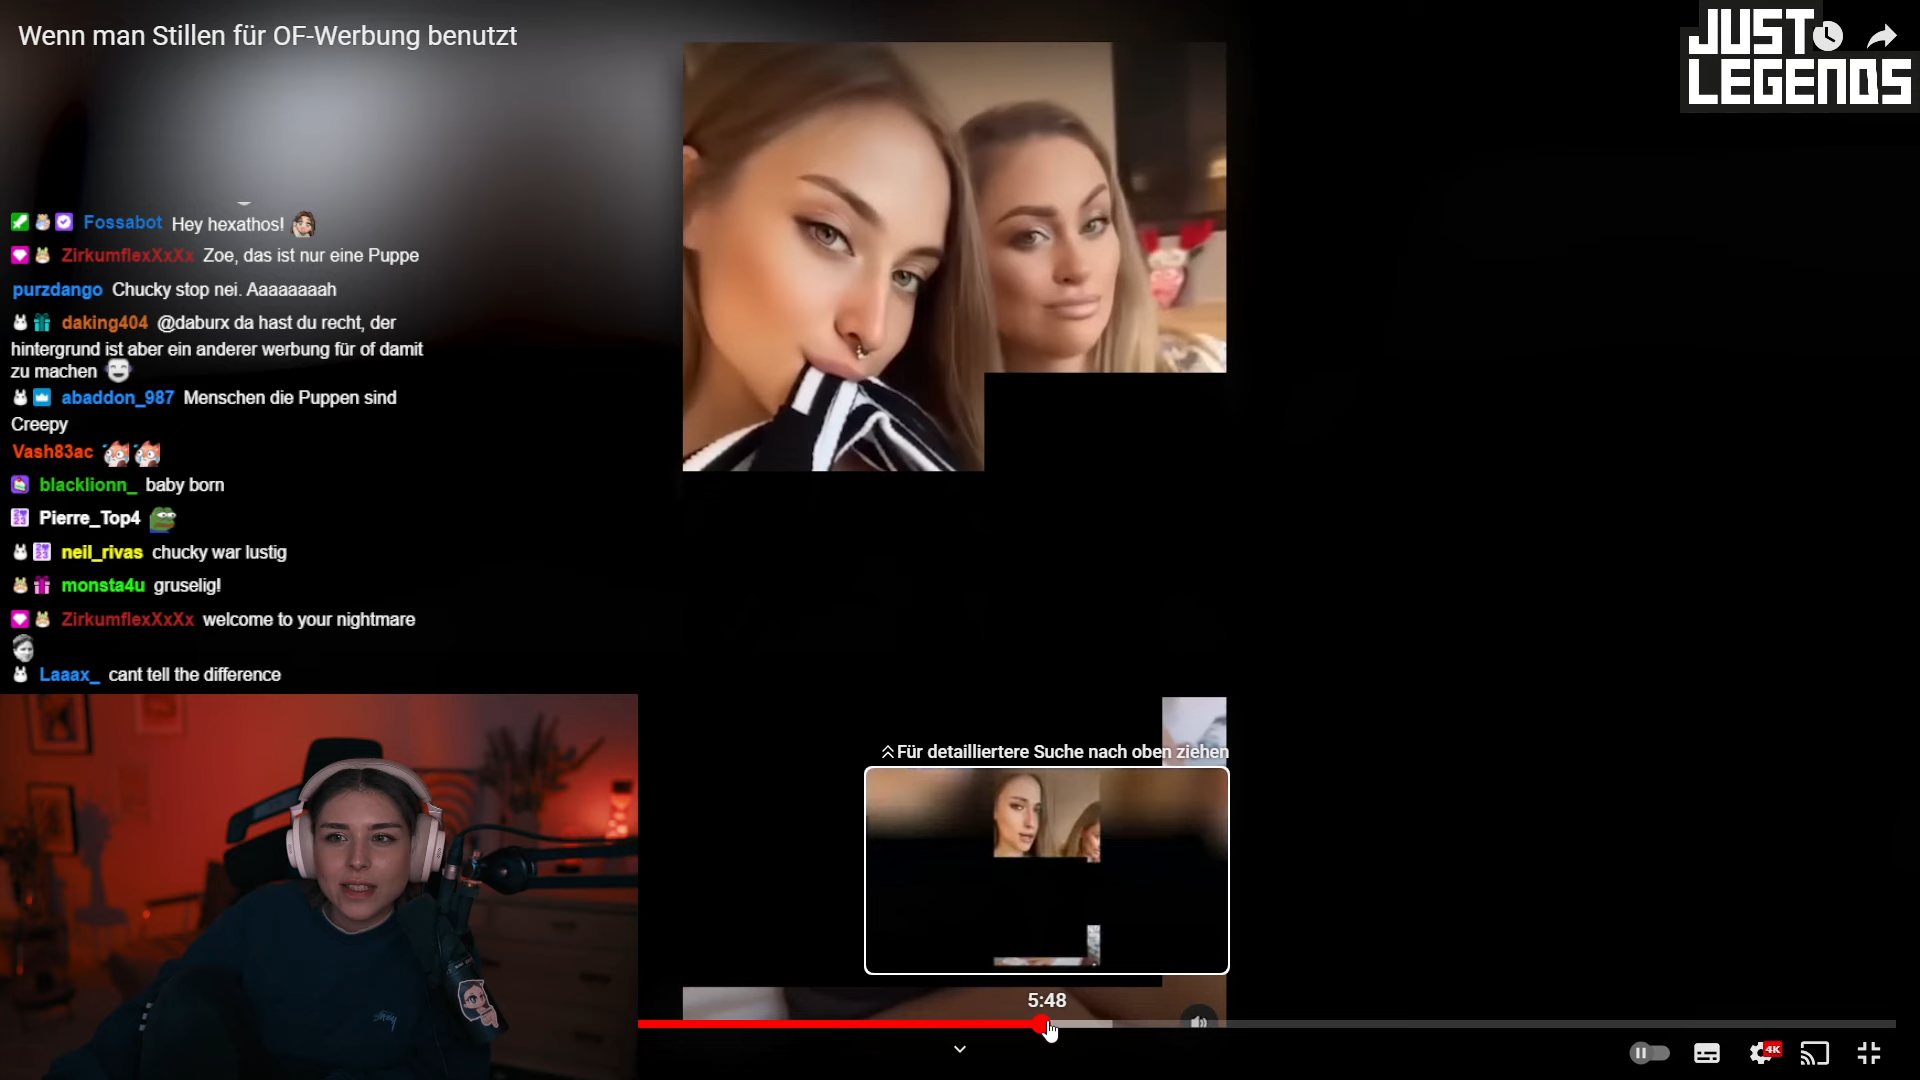 Wenn man Stillen für OF-Werbung benutzt
JUST
LEGENDS
Fossabot Hey hexathos!
ZirkumflexXxXx Zoe, das ist nur eine Puppe
purzdango Chucky stop nei. Aaaaaaaah
daking404 @daburx da hast du recht, der
hintergrund ist aber ein anderer werbung für of damit
zu machen
abaddon_987 Menschen die Puppen sind
Creepy
Vash83ac
blacklionn_ baby born
Pierre_Top4
neil_rivas chucky war lustig
monsta4u gruselig!
ZirkumflexXxXx welcome to your nightmare
Laaax_ cant tell the difference
Für detailliertere Suche nach oben ziehen
5:48
4K